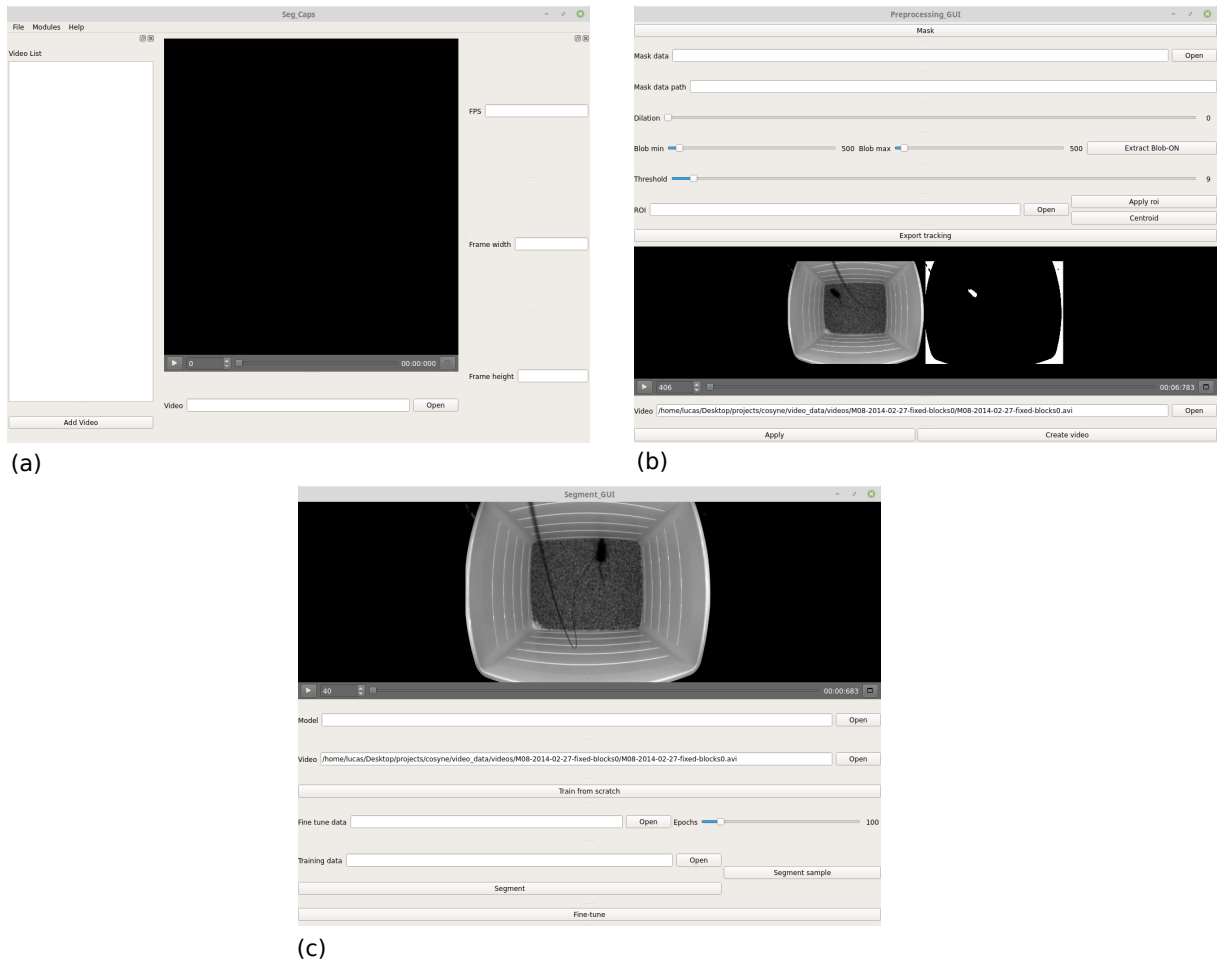 Seg_Caps
File Modules Help
Video List
FPS
Frame width
Frame height
0 00:00:000
Video Open
Add Video
(a)
Preprocessing_GUI
Mask
Mask data Open
Mask data path
Dilation 0
Blob min 500 Blob max 500 Extract Blob-ON
Threshold 9
ROI Open Apply roi
Centroid
Export tracking
406 00:06:783
Video /home/lucas/Desktop/projects/cosyne/video_data/videos/M08-2014-02-27-fixed-blocks0/M08-2014-02-27-fixed-blocks0.avi Open
Apply Create video
(b)
Segment_GUI
40 00:00:683
Model Open
Video /home/lucas/Desktop/projects/cosyne/video_data/videos/M08-2014-02-27-fixed-blocks0/M08-2014-02-27-fixed-blocks0.avi Open
Train from scratch
Fine tune data Open Epochs 100
Training data Open
Segment sample
Segment
Fine-tune
(c)